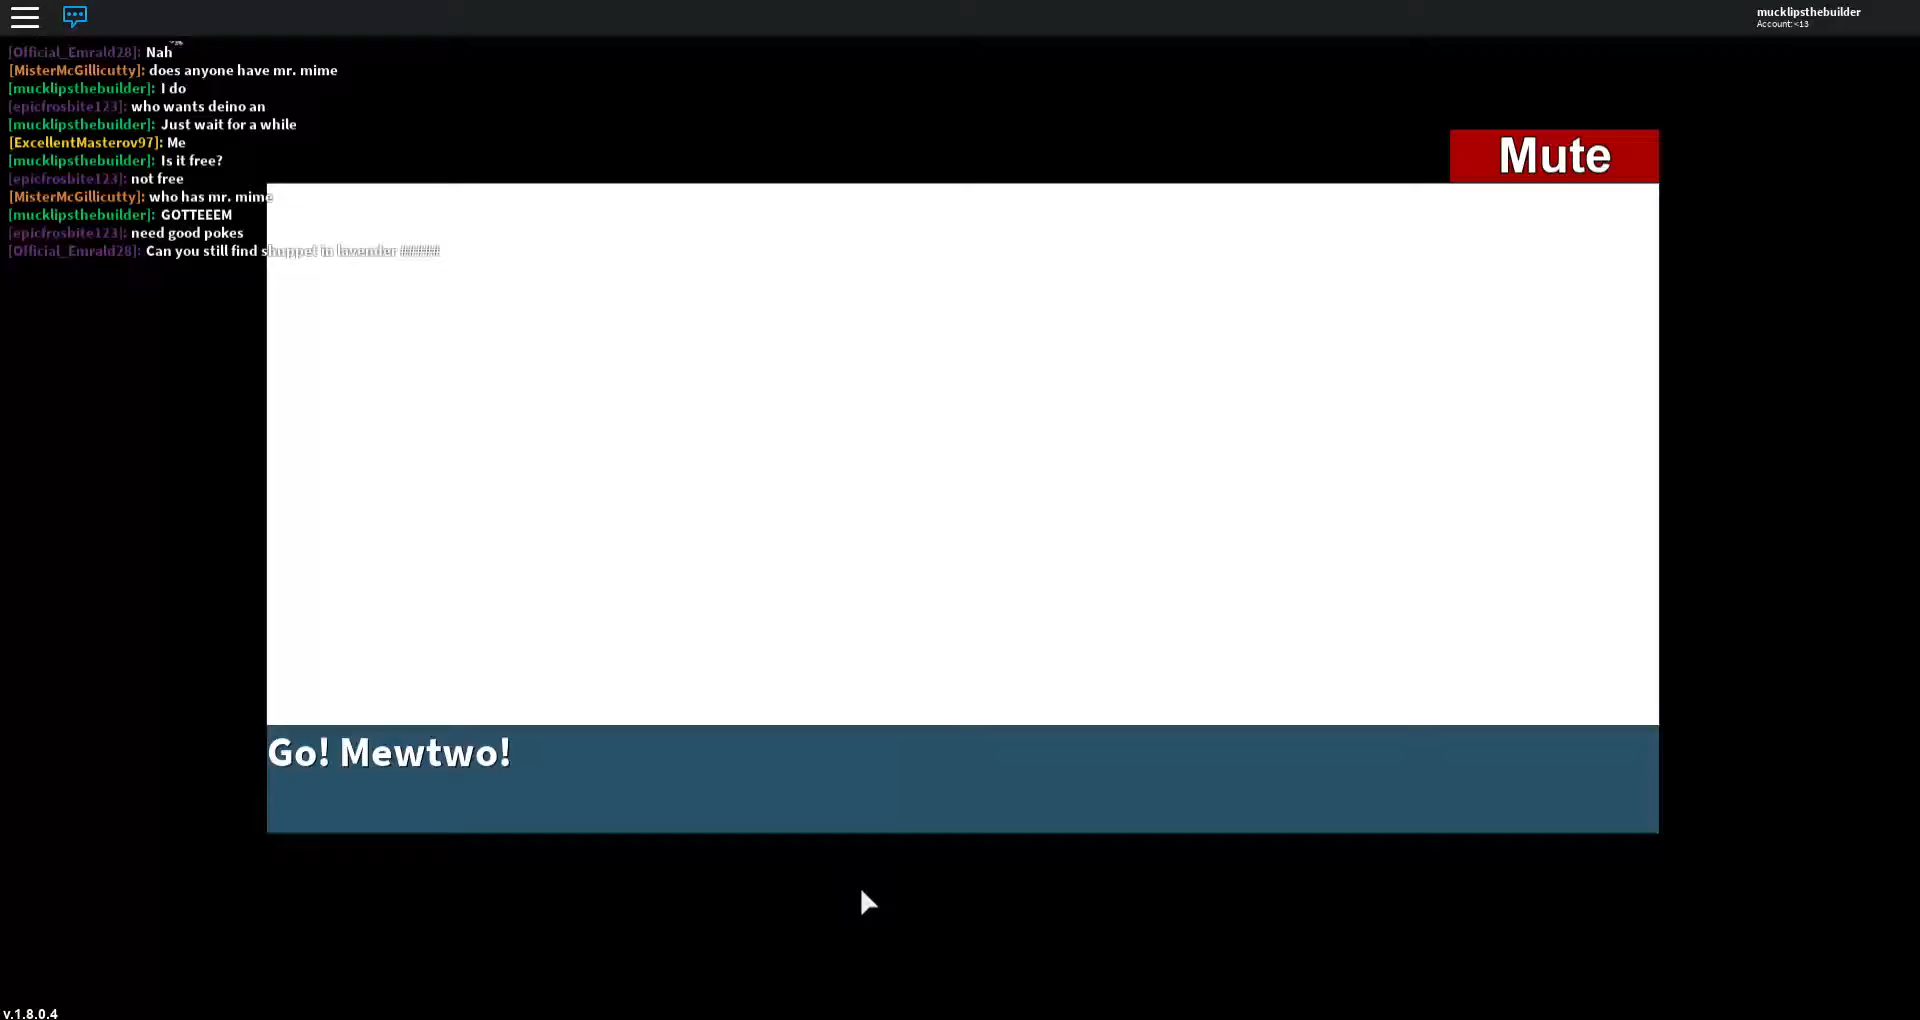 mucklipsthebuilder
Account: <13
[Official_Emrald28]: Nah
[MisterMcGillicutty]: does anyone have mr. mime
[mucklipsthebuilder]: I do
[epicfrosbite123]: who wants deino an
[mucklipsthebuilder]: Just wait for a while
[ExcellentMasterov97]: Me
[mucklipsthebuilder]: Is it free?
[epicfrosbite123]: not free
[MisterMcGillicutty]: who has mr. mime
[mucklipsthebuilder]: GOTTEEEM
[epicfrosbite123]: need good pokes
[Official_Emrald28]: Can you still find shuppet in lavender #####
Mute
Go! Mewtwo!
v.1.8.0.4